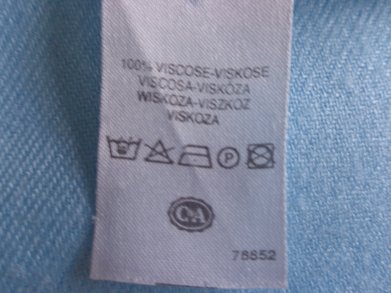 100% VISCOSE-VISKOSE
VISCOSA-VISKÓZA
WISKOZA-VISZKÓZ
VISKOZA
P
C&A
78852